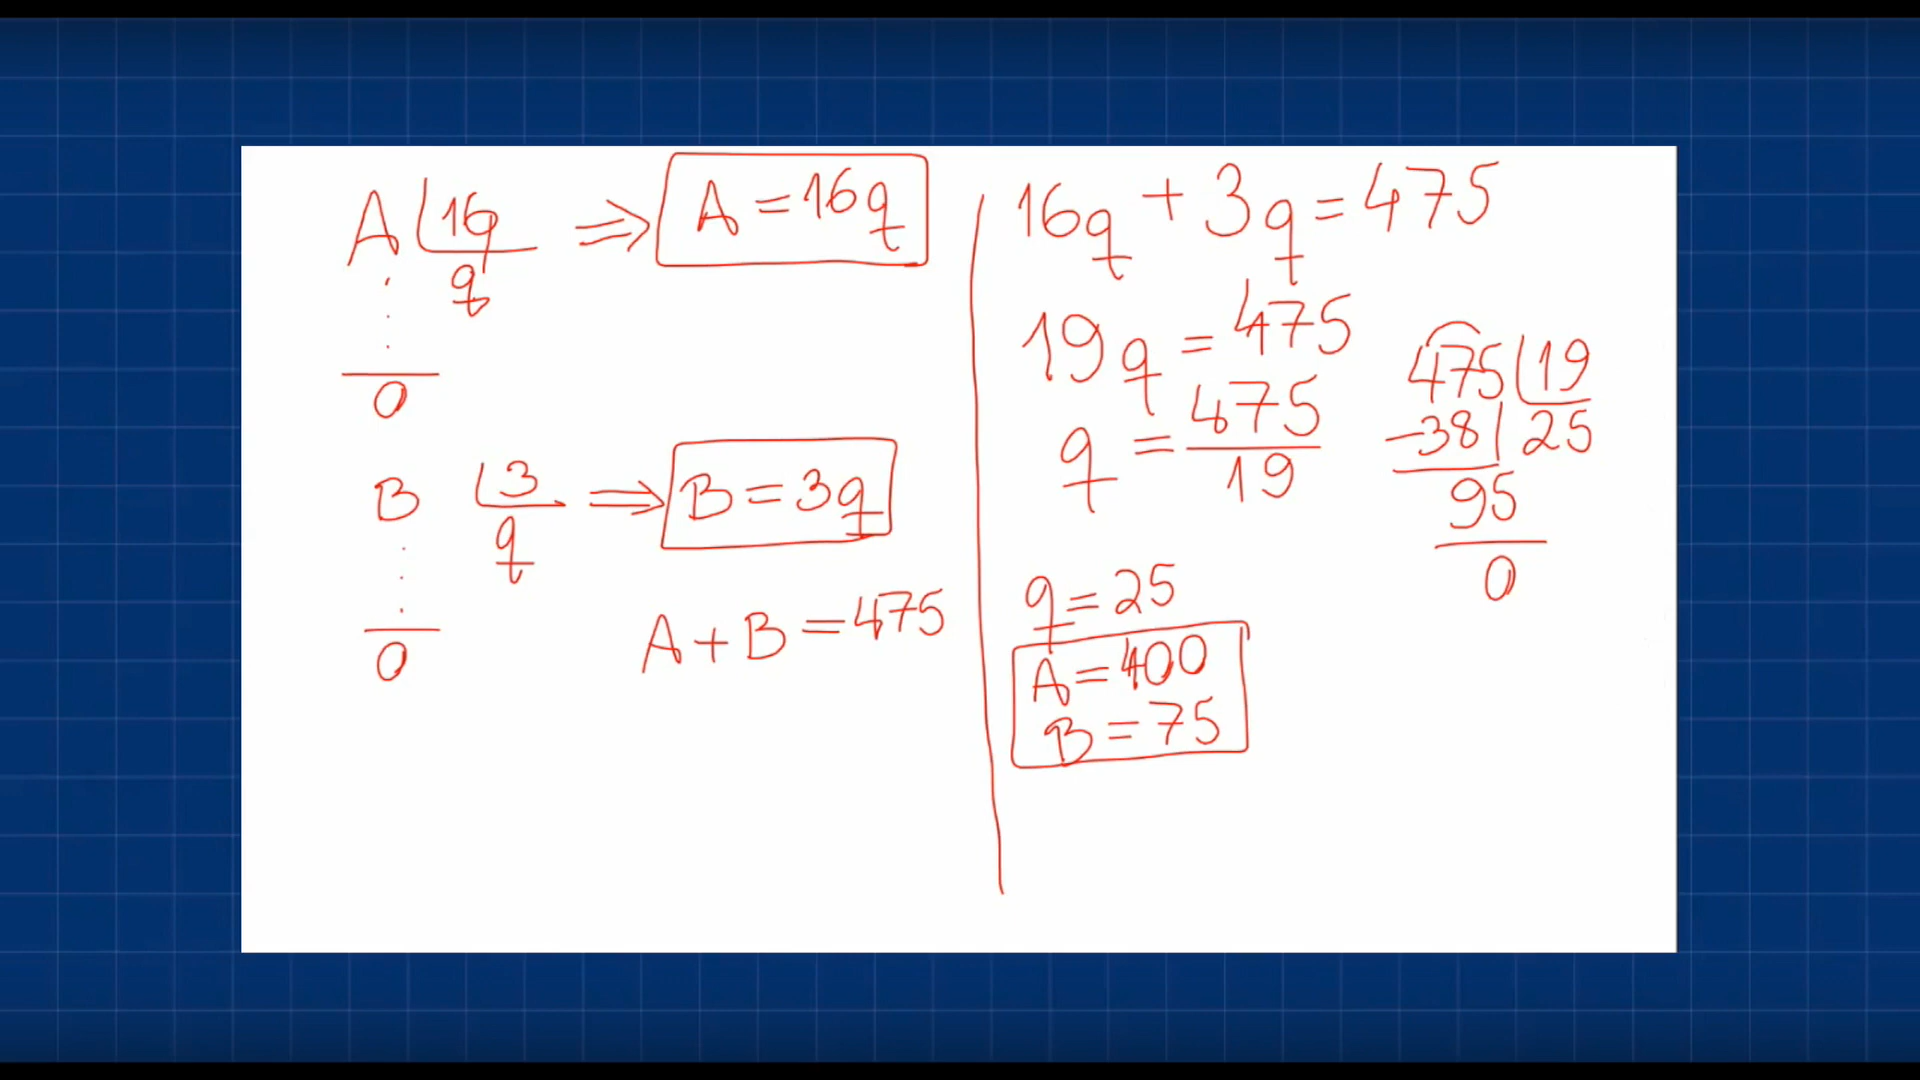 A 16 ⇒ A = 16q
q
0
B 3 ⇒ B = 3q
q
0
A + B = 475
16q + 3q = 475
19q = 475
q = 475/19
475 19
-38 25
95
0
q = 25
A = 400
B = 75